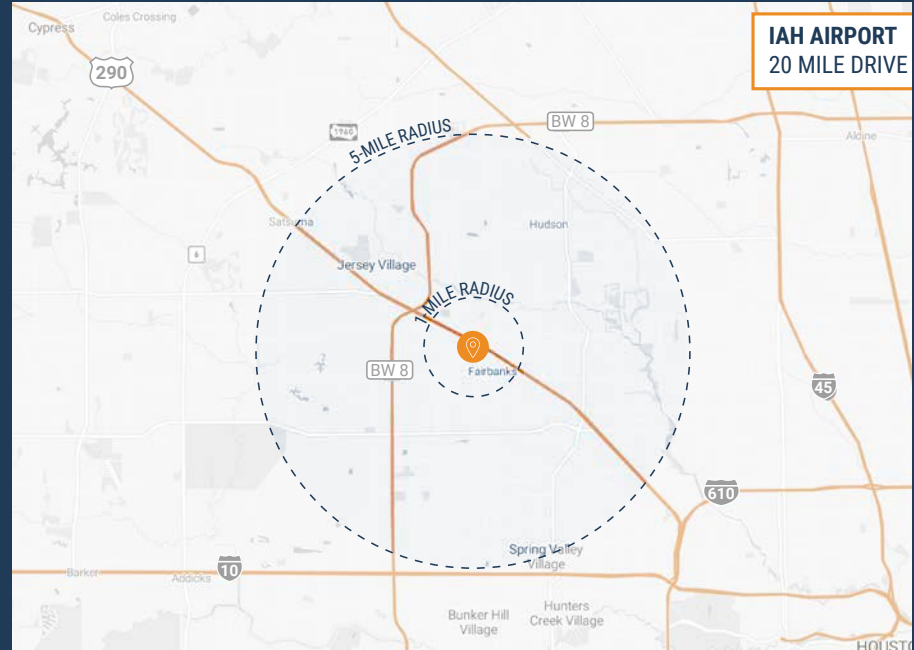 Coles Crossing
Cypress
290
IAH AIRPORT
20 MILE DRIVE
BW 8
1960
5-MILE RADIUS
Aldine
Satsuma
Hudson
6
Jersey Village
1-MILE RADIUS
BW 8
Fairbanks
45
610
Spring Valley
Village
10
Barker
Addicks
Bunker Hill
Village
Hunters
Creek Village
HOUSTO